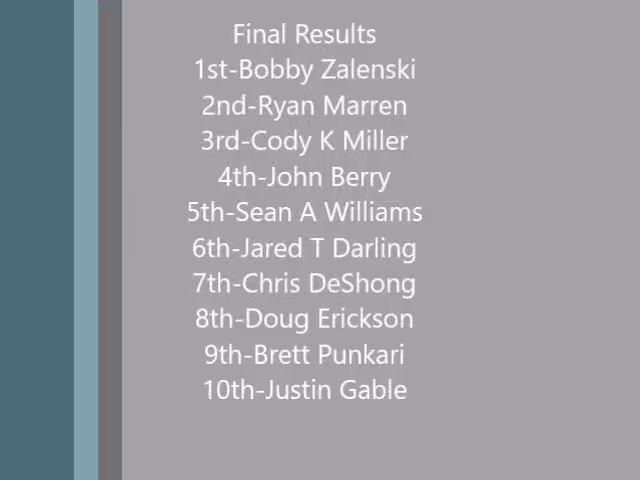 Final Results
1st-Bobby Zalenski
2nd-Ryan Marren
3rd-Cody K Miller
4th-John Berry
5th-Sean A Williams
6th-Jared T Darling
7th-Chris DeShong
8th-Doug Erickson
9th-Brett Punkari
10th-Justin Gable